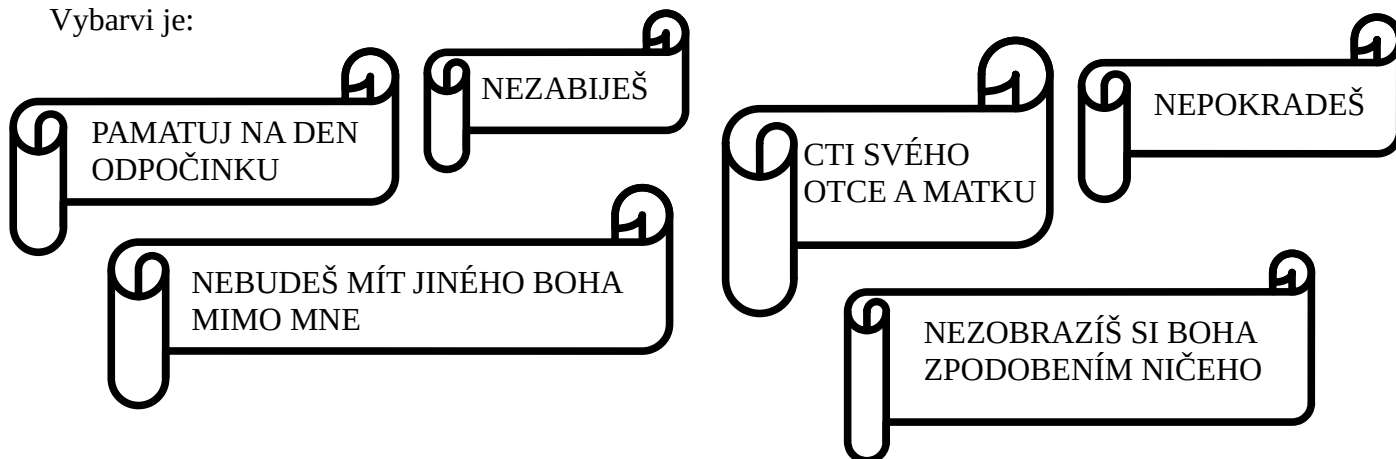 Vybarvi je:
PAMATUJ NA DEN
ODPOČINKU
NEZABIJEŠ
CTI SVÉHO
OTCE A MATKU
NEPOKRADEŠ
NEBUDEŠ MÍT JINÉHO BOHA
MIMO MNE
NEZOBRAZÍŠ SI BOHA
ZPODOBENÍM NIČEHO